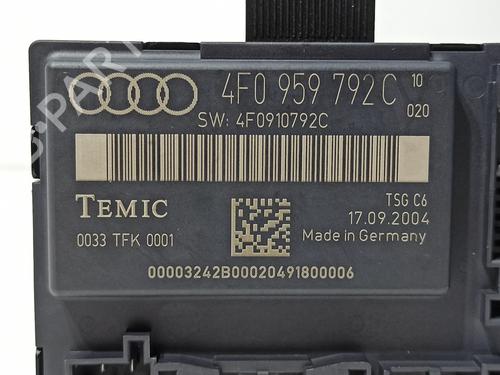 4F0 959 792 C 10
020
SW: 4F0910792C
TEMIC
TSG C6
17.09.2004
0033 TFK 0001
Made in Germany
00003242B00020491800006